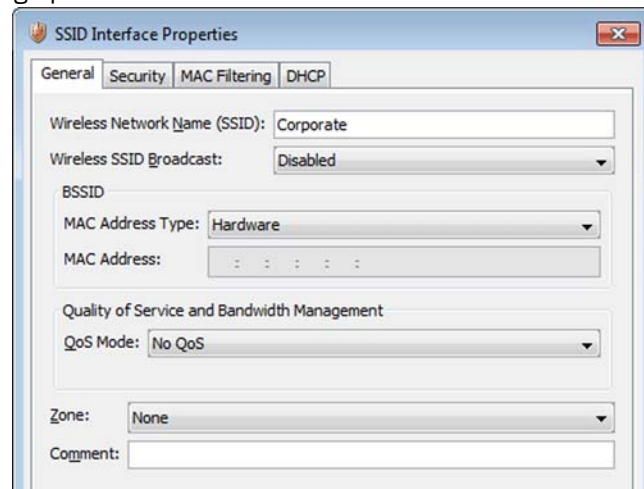 SSID Interface Properties
General Security MAC Filtering DHCP
Wireless Network Name (SSID): Corporate
Wireless SSID Broadcast: Disabled
BSSID
MAC Address Type: Hardware
MAC Address: : : : : :
Quality of Service and Bandwidth Management
QoS Mode: No QoS
Zone: None
Comment: